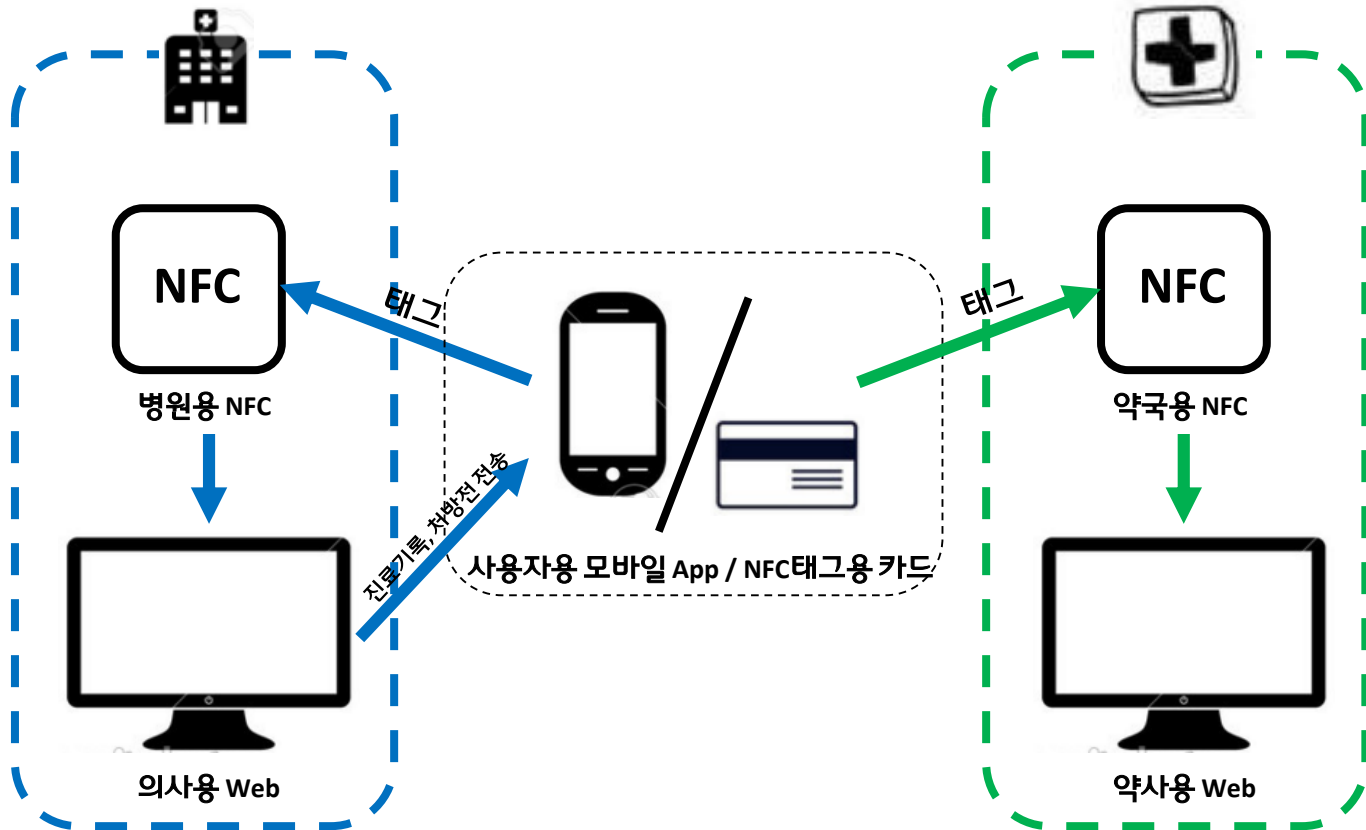 NFC
병원용 NFC
태그
진료기록, 처방전 전송
의사용 Web
사용자용 모바일 App / NFC태그용 카드
태그
NFC
약국용 NFC
약사용 Web